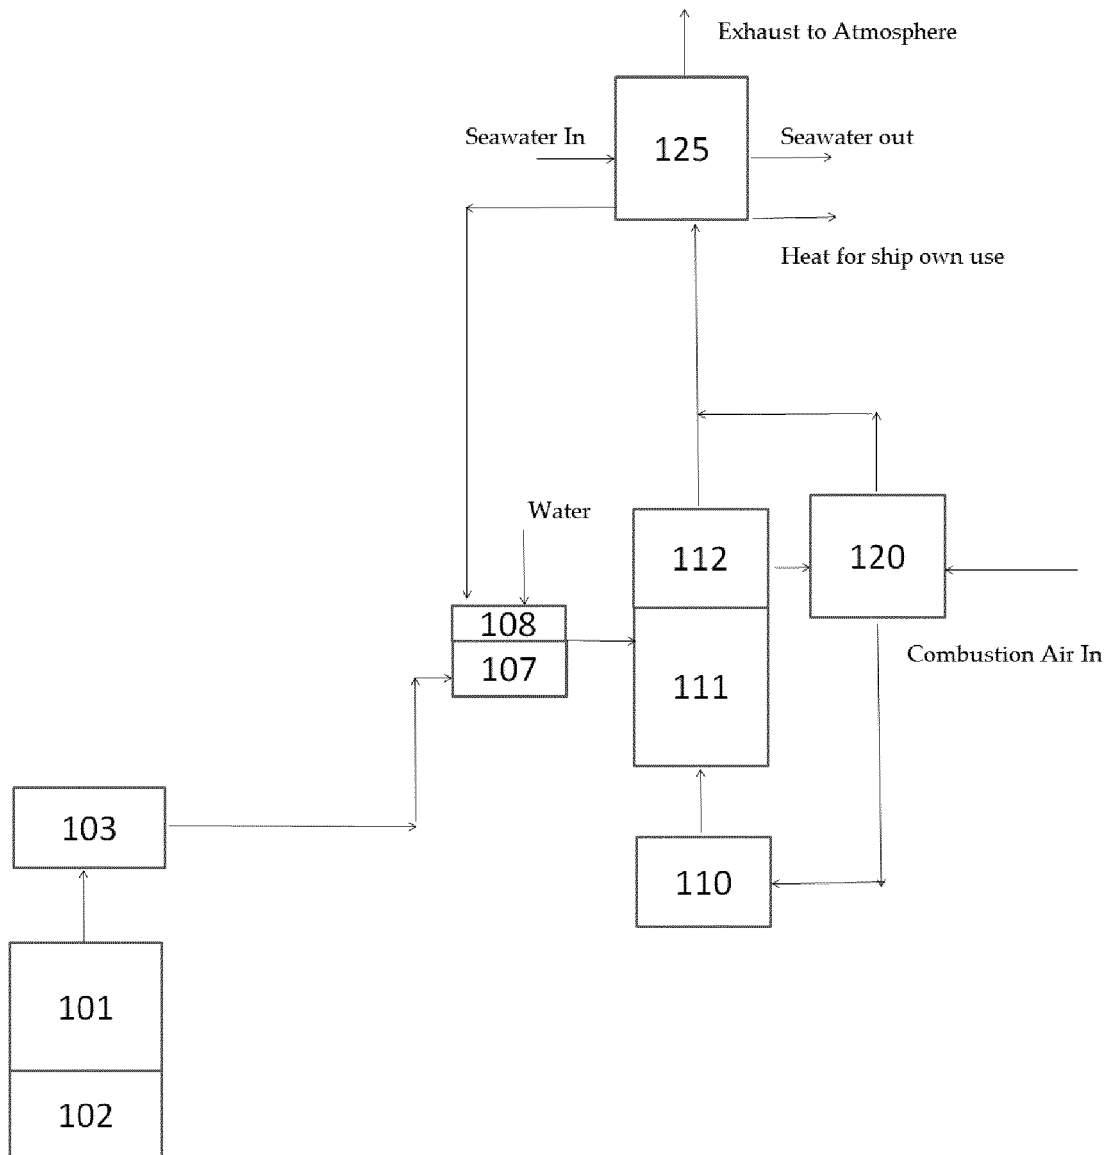 Exhaust to Atmosphere
Seawater In
125
Seawater out
Heat for ship own use
Water
112
120
108
107
111
Combustion Air In
103
110
101
102